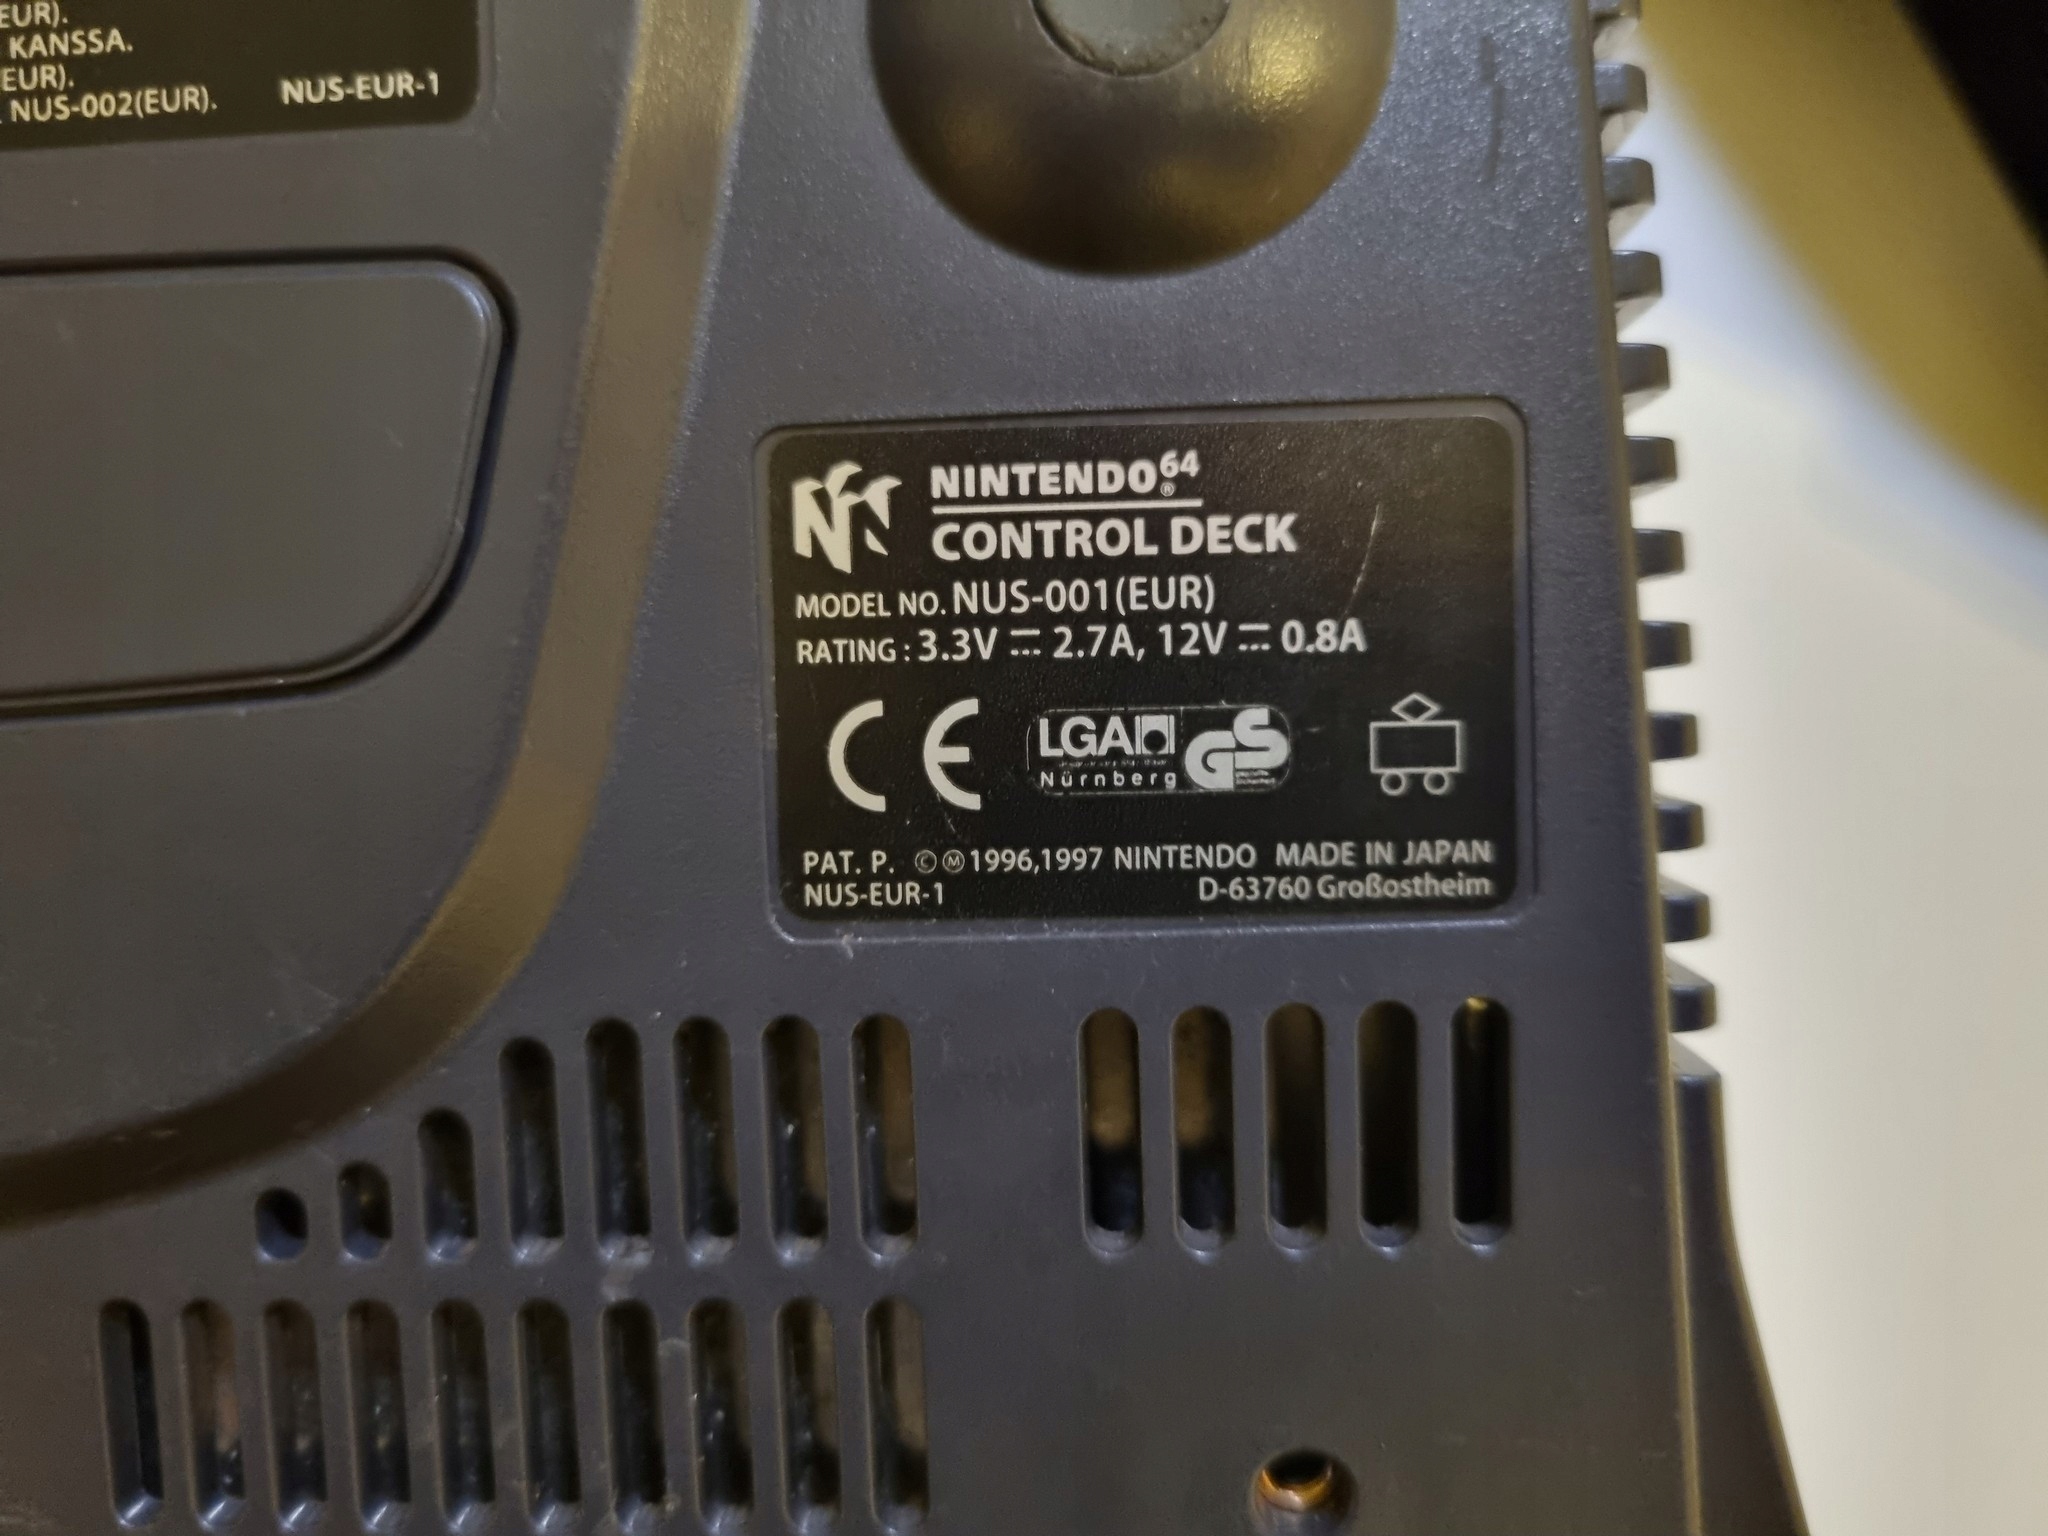 EUR).
KANSSA.
EUR).
NUS-002(EUR).
NUS-EUR-1
NINTENDO64®
CONTROL DECK
MODEL NO. NUS-001(EUR)
RATING : 3.3V ⎓ 2.7A, 12V ⎓ 0.8A
CE
LGA
Nürnberg
GS
PAT. P. ©Ⓜ1996,1997 NINTENDO MADE IN JAPAN
NUS-EUR-1
D-63760 Großostheim